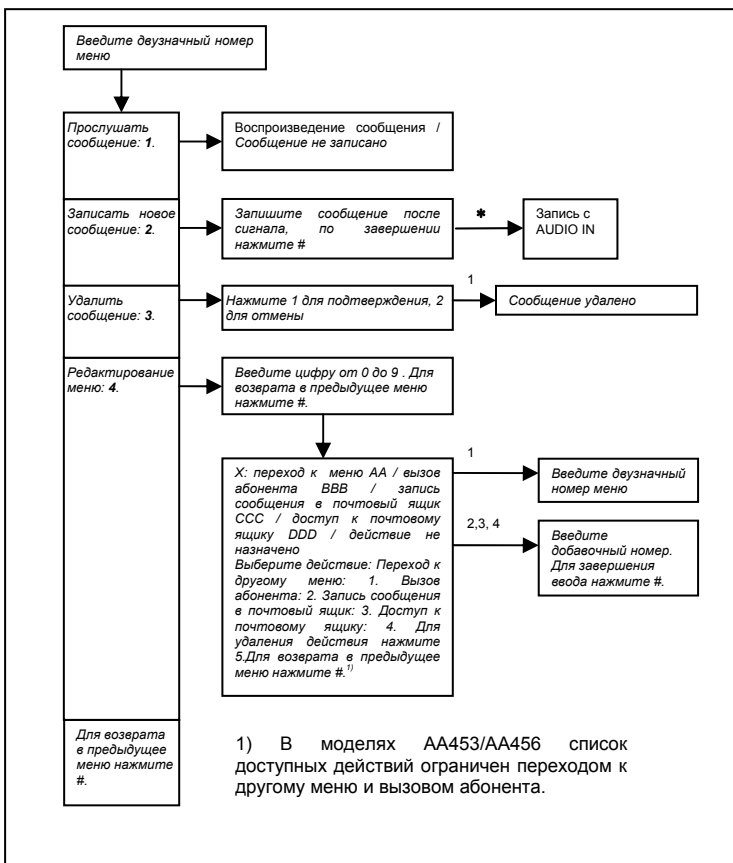 Введите двузначный номер
меню
Прослушать
сообщение: 1.
Воспроизведение сообщения /
Сообщение не записано
Записать новое
сообщение: 2.
Запишите сообщение после
сигнала, по завершении
нажмите #
*
Запись с
AUDIO IN
Удалить
сообщение: 3.
Нажмите 1 для подтверждения, 2
для отмены
1
Сообщение удалено
Редактирование
меню: 4.
Введите цифру от 0 до 9 . Для
возврата в предыдущее меню
нажмите #.
X: переход к меню AA / вызов
абонента BBB / запись
сообщения в почтовый ящик
CCC / доступ к почтовому
ящику DDD / действие не
назначено
Выберите действие: Переход к
другому меню: 1. Вызов
абонента: 2. Запись сообщения
в почтовый ящик: 3. Доступ к
почтовому ящику: 4. Для
удаления действия нажмите
5.Для возврата в предыдущее
меню нажмите #.1)
1
Введите двузначный
номер меню
2,3, 4
Введите
добавочный номер.
Для завершения
ввода нажмите #.
Для возврата
в предыдущее
меню нажмите
#.
1) В моделях AA453/AA456 список
доступных действий ограничен переходом к
другому меню и вызовом абонента.